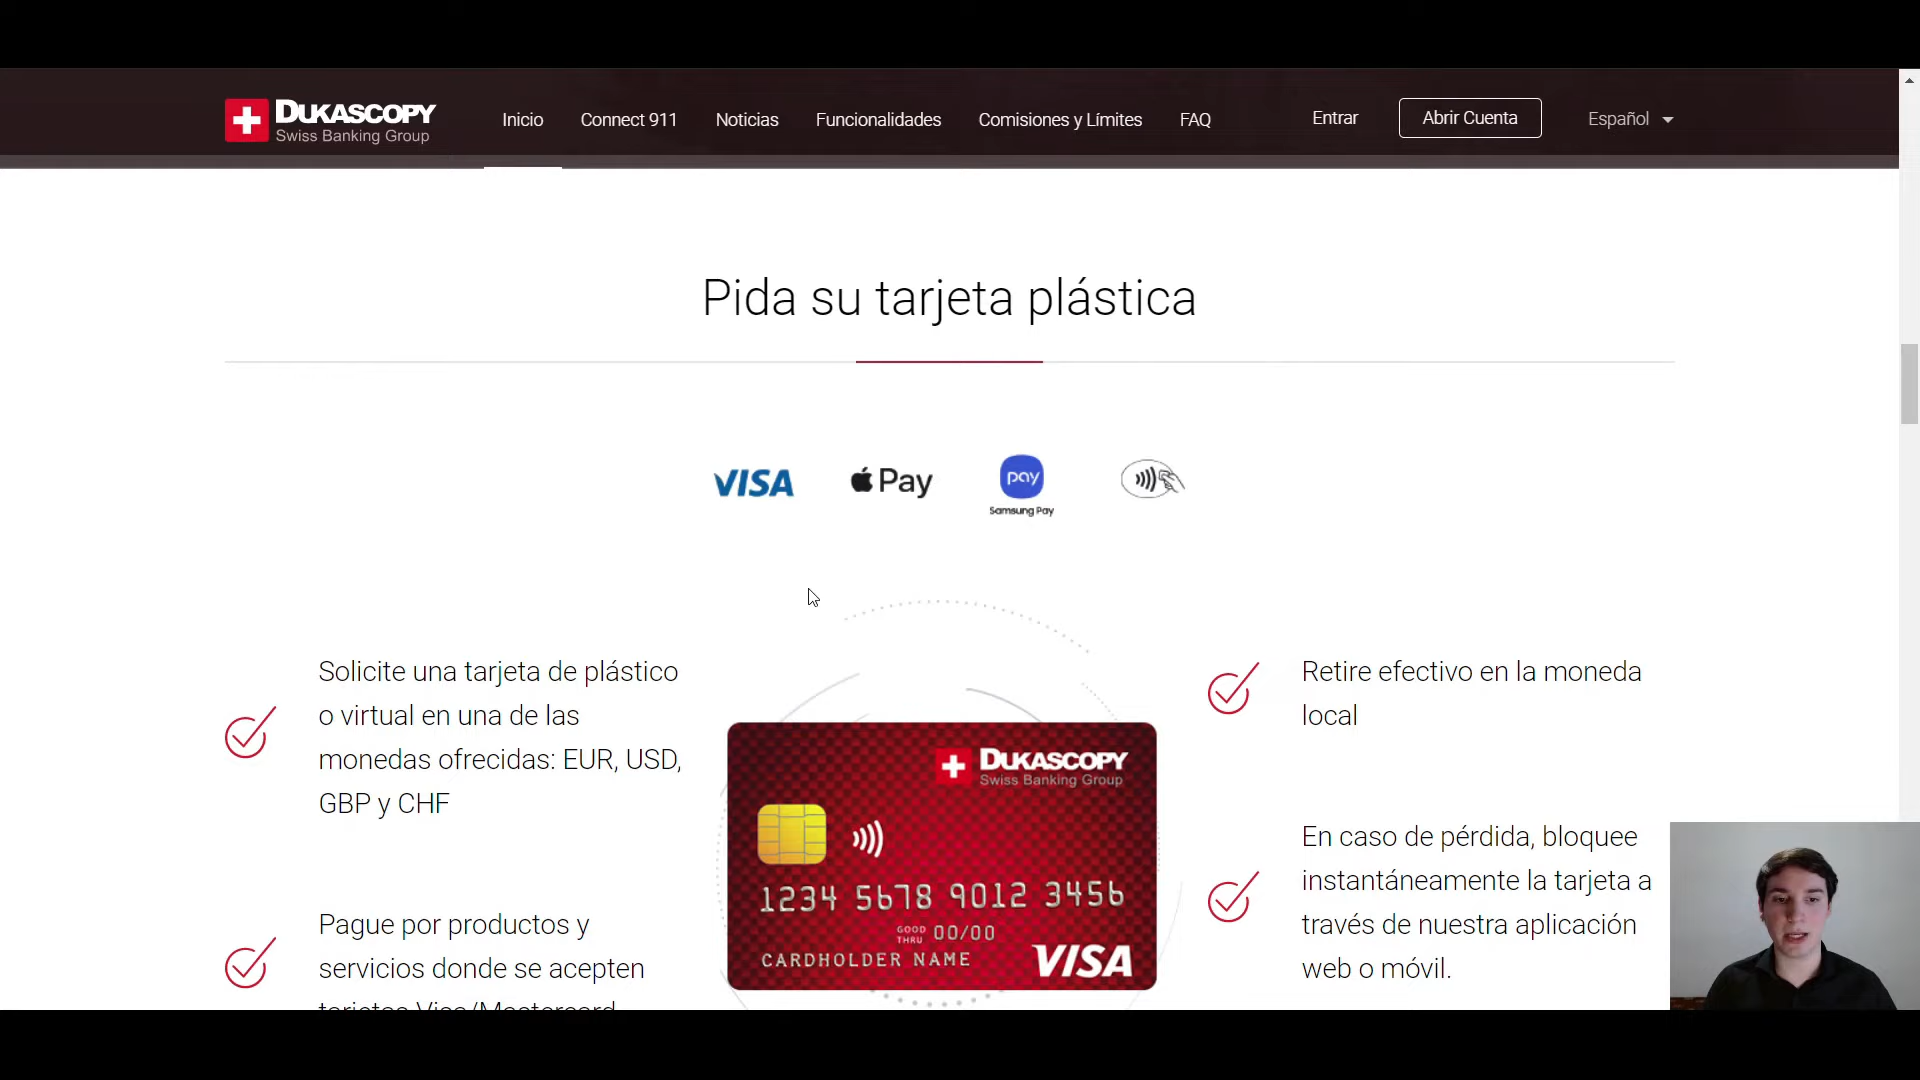 DUKASCOPY
Swiss Banking Group
Inicio
Connect 911
Noticias
Funcionalidades
Comisiones y Límites
FAQ
Entrar
Abrir Cuenta
Español
Pida su tarjeta plástica
VISA
Pay
pay
Samsung Pay
Solicite una tarjeta de plástico
o virtual en una de las
monedas ofrecidas: EUR, USD,
GBP y CHF
Pague por productos y
servicios donde se acepten
tarjetas Visa/Mastercard
DUKASCOPY
Swiss Banking Group
1234 5678 9012 3456
GOOD
THRU 00/00
CARDHOLDER NAME
VISA
Retire efectivo en la moneda
local
En caso de pérdida, bloquee
instantáneamente la tarjeta a
través de nuestra aplicación
web o móvil.